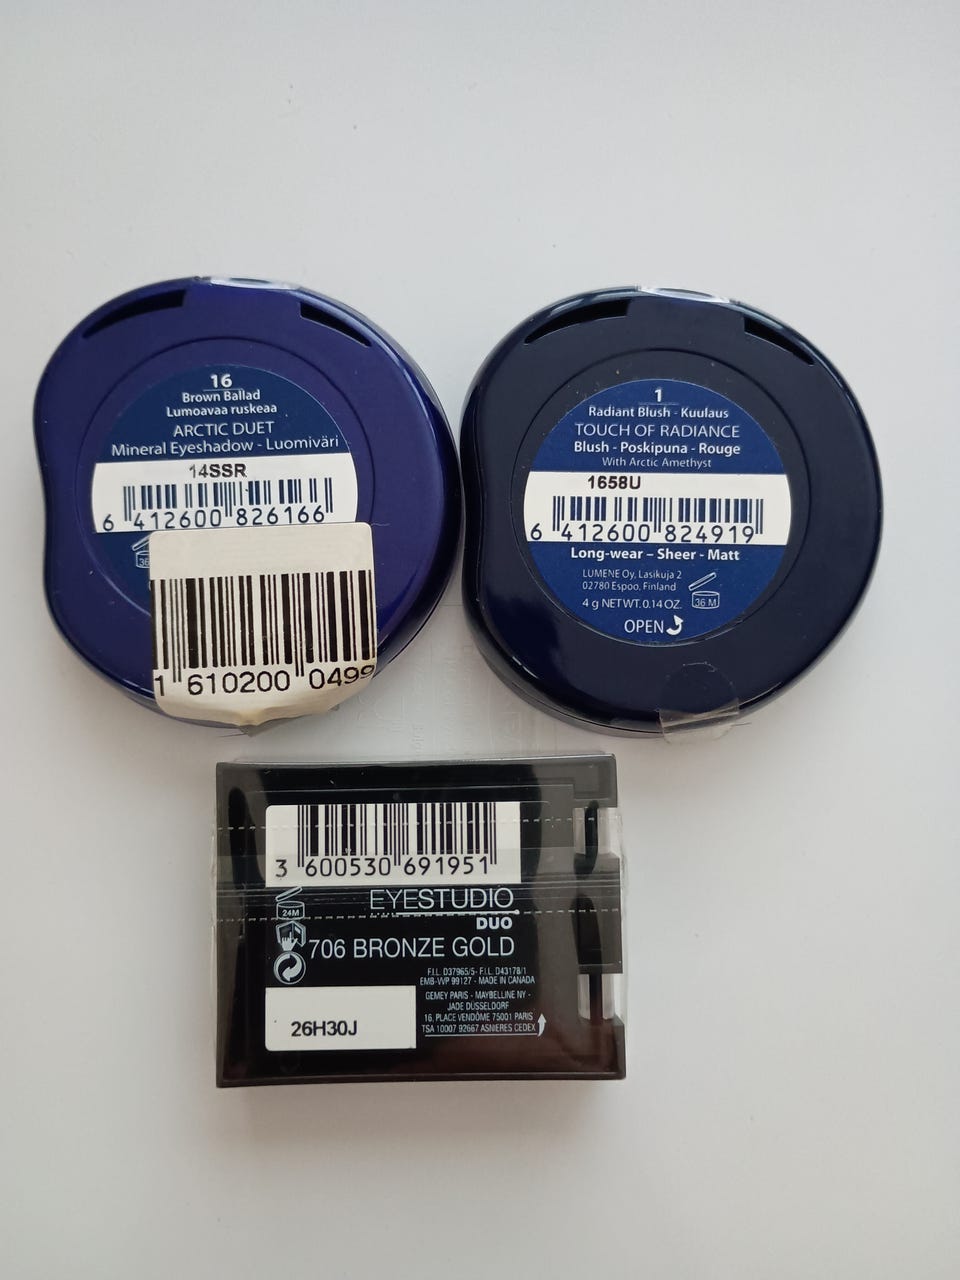 16
Brown Ballad
Lumoavaa ruskeaa
ARCTIC DUET
Mineral Eyeshadow - Luomiväri
14SSR
6 412600 826166
36
1 610200 0499
1
Radiant Blush - Kuulaus
TOUCH OF RADIANCE
Blush - Poskipuna - Rouge
With Arctic Amethyst
1658U
6 412600 824919
Long-wear – Sheer - Matt
LUMENE Oy, Lasikuja 2
02780 Espoo, Finland
4 g NET WT. 0.14 OZ.
36 M
OPEN
3 600530 691951
24M
EYESTUDIO
DUO
706 BRONZE GOLD
F.I.L. D37965/5- F.I.L. D43178/1
EMB-VVP 99127 - MADE IN CANADA
GEMEY PARIS - MAYBELLINE NY -
JADE DÜSSELDORF
16, PLACE VENDÔME 75001 PARIS
TSA 10007 92667 ASNIERES CEDEX
26H30J